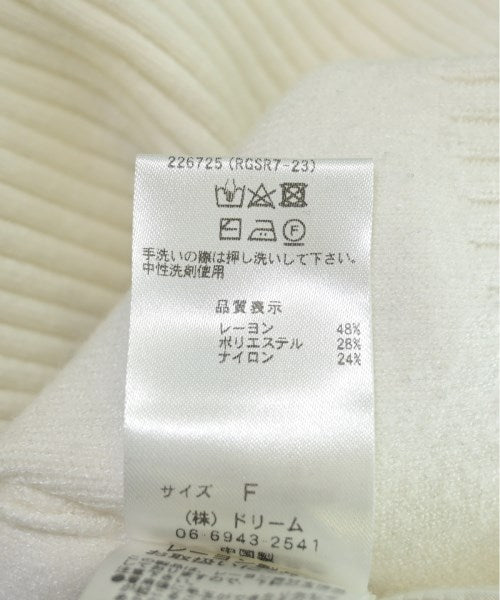 226725 (RGSR7-23)
手洗いの際は押し洗いして下さい。
中性洗剤使用
品質表示
レーヨン 48%
ポリエステル 28%
ナイロン 24%
サイズ F
(株) ドリーム
06-6943-2541